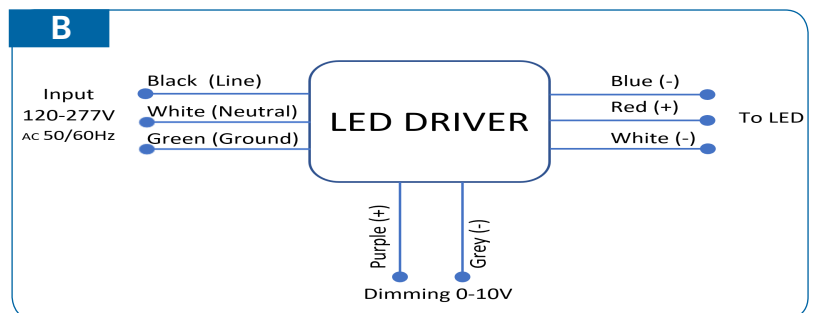 B
Input
120-277V
AC 50/60Hz
Black (Line)
White (Neutral)
Green (Ground)
LED DRIVER
Blue (-)
Red (+)
White (-)
To LED
Purple (+)
Grey (-)
Dimming 0-10V